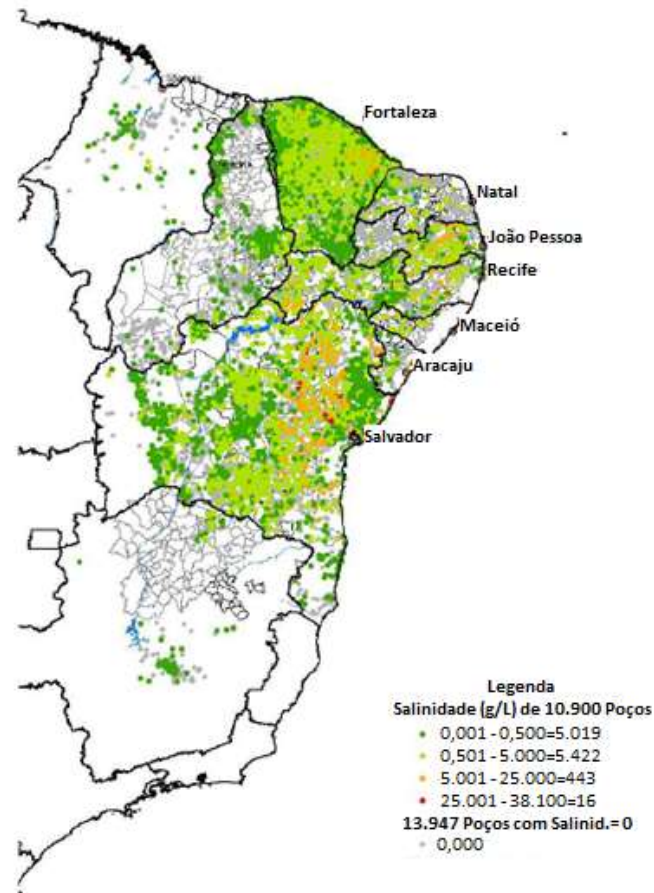 Fortaleza
Natal
João Pessoa
Recife
Maceió
Aracaju
Salvador
Legenda
Salinidade (g/L) de 10.900 Poços
0,001 - 0,500=5.019
0,501 - 5.000=5.422
5.001 - 25.000=443
25.001 - 38.100=16
13.947 Poços com Salinid.= 0
0,000